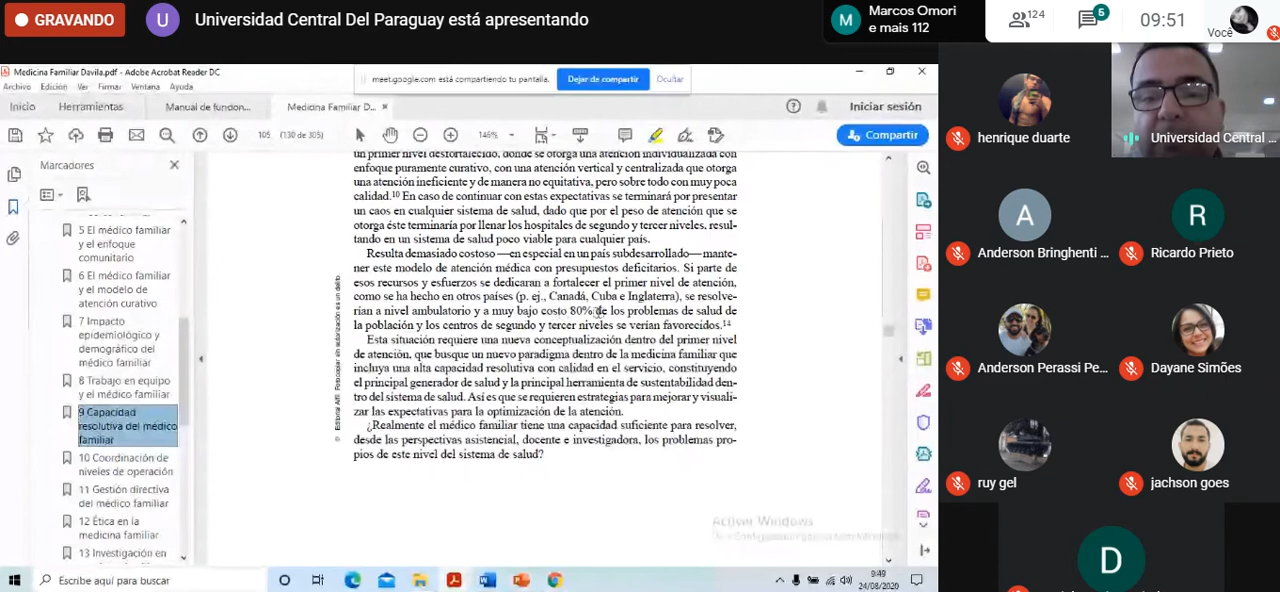 GRAVANDO
U
Universidad Central Del Paraguay está apresentando
M
Marcos Omori
e mais 112
124
5
09:51
Você
Medicina Familiar Davila.pdf - Adobe Acrobat Reader DC
meet.google.com está compartiendo tu pantalla.
Dejar de compartir
Ocultar
Archivo Edición Ver Firmar Ventana Ayuda
Inicio
Herramientas
Manual de funcion...
Medicina Familiar D...
Iniciar sesión
105 (130 de 305)
146%
Compartir
Marcadores
5 El médico familiar
y el enfoque
comunitario
6 El médico familiar
y el modelo de
atención curativo
7 Impacto
epidemiológico y
demográfico del
médico familiar
8 Trabajo en equipo
y el médico familiar
9 Capacidad
resolutiva del médico
familiar
10 Coordinación de
niveles de operación
11 Gestión directiva
del médico familiar
12 Ética en la
medicina familiar
13 Investigación en
© Editorial Alfil. Fotocopiar sin autorización es un delito.
un primer nivel desfortalecido, donde se otorga una atención individualizada con
enfoque puramente curativo, con una atención vertical y centralizada que otorga
una atención ineficiente y de manera no equitativa, pero sobre todo con muy poca
calidad.10 En caso de continuar con estas expectativas se terminará por presentar
un caos en cualquier sistema de salud, dado que por el peso de atención que se
otorga éste terminaría por llenar los hospitales de segundo y tercer niveles, resul-
tando en un sistema de salud poco viable para cualquier país.
Resulta demasiado costoso —en especial en un país subdesarrollado— mante-
ner este modelo de atención médica con presupuestos deficitarios. Si parte de
esos recursos y esfuerzos se dedicaran a fortalecer el primer nivel de atención,
como se ha hecho en otros países (p. ej., Canadá, Cuba e Inglaterra), se resolve-
rían a nivel ambulatorio y a muy bajo costo 80% de los problemas de salud de
la población y los centros de segundo y tercer niveles se verían favorecidos.14
Esta situación requiere una nueva conceptualización dentro del primer nivel
de atención, que busque un nuevo paradigma dentro de la medicina familiar que
incluya una alta capacidad resolutiva con calidad en el servicio, constituyendo
el principal generador de salud y la principal herramienta de sustentabilidad den-
tro del sistema de salud. Así es que se requieren estrategias para mejorar y visuali-
zar las expectativas para la optimización de la atención.
¿Realmente el médico familiar tiene una capacidad suficiente para resolver,
desde las perspectivas asistencial, docente e investigadora, los problemas pro-
pios de este nivel del sistema de salud?
Activar Windows
Escribe aquí para buscar
9:49
24/08/2020
henrique duarte
Universidad Central ...
A
Anderson Bringhenti ...
R
Ricardo Prieto
Anderson Perassi Pe...
Dayane Simões
ruy gel
jachson goes
D